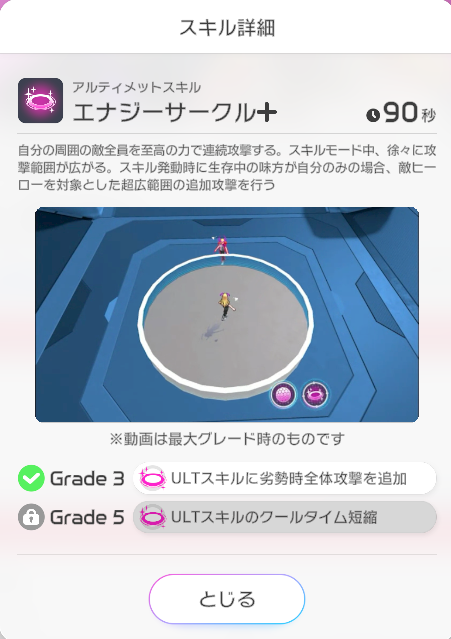 スキル詳細
アルティメットスキル
エナジーサークル+
90秒
自分の周囲の敵全員を至高の力で連続攻撃する。スキルモード中、徐々に攻
撃範囲が広がる。スキル発動時に生存中の味方が自分のみの場合、敵ヒー
ローを対象とした超広範囲の追加攻撃を行う
※動画は最大グレード時のものです
Grade 3 ULTスキルに劣勢時全体攻撃を追加
Grade 5 ULTスキルのクールタイム短縮
とじる